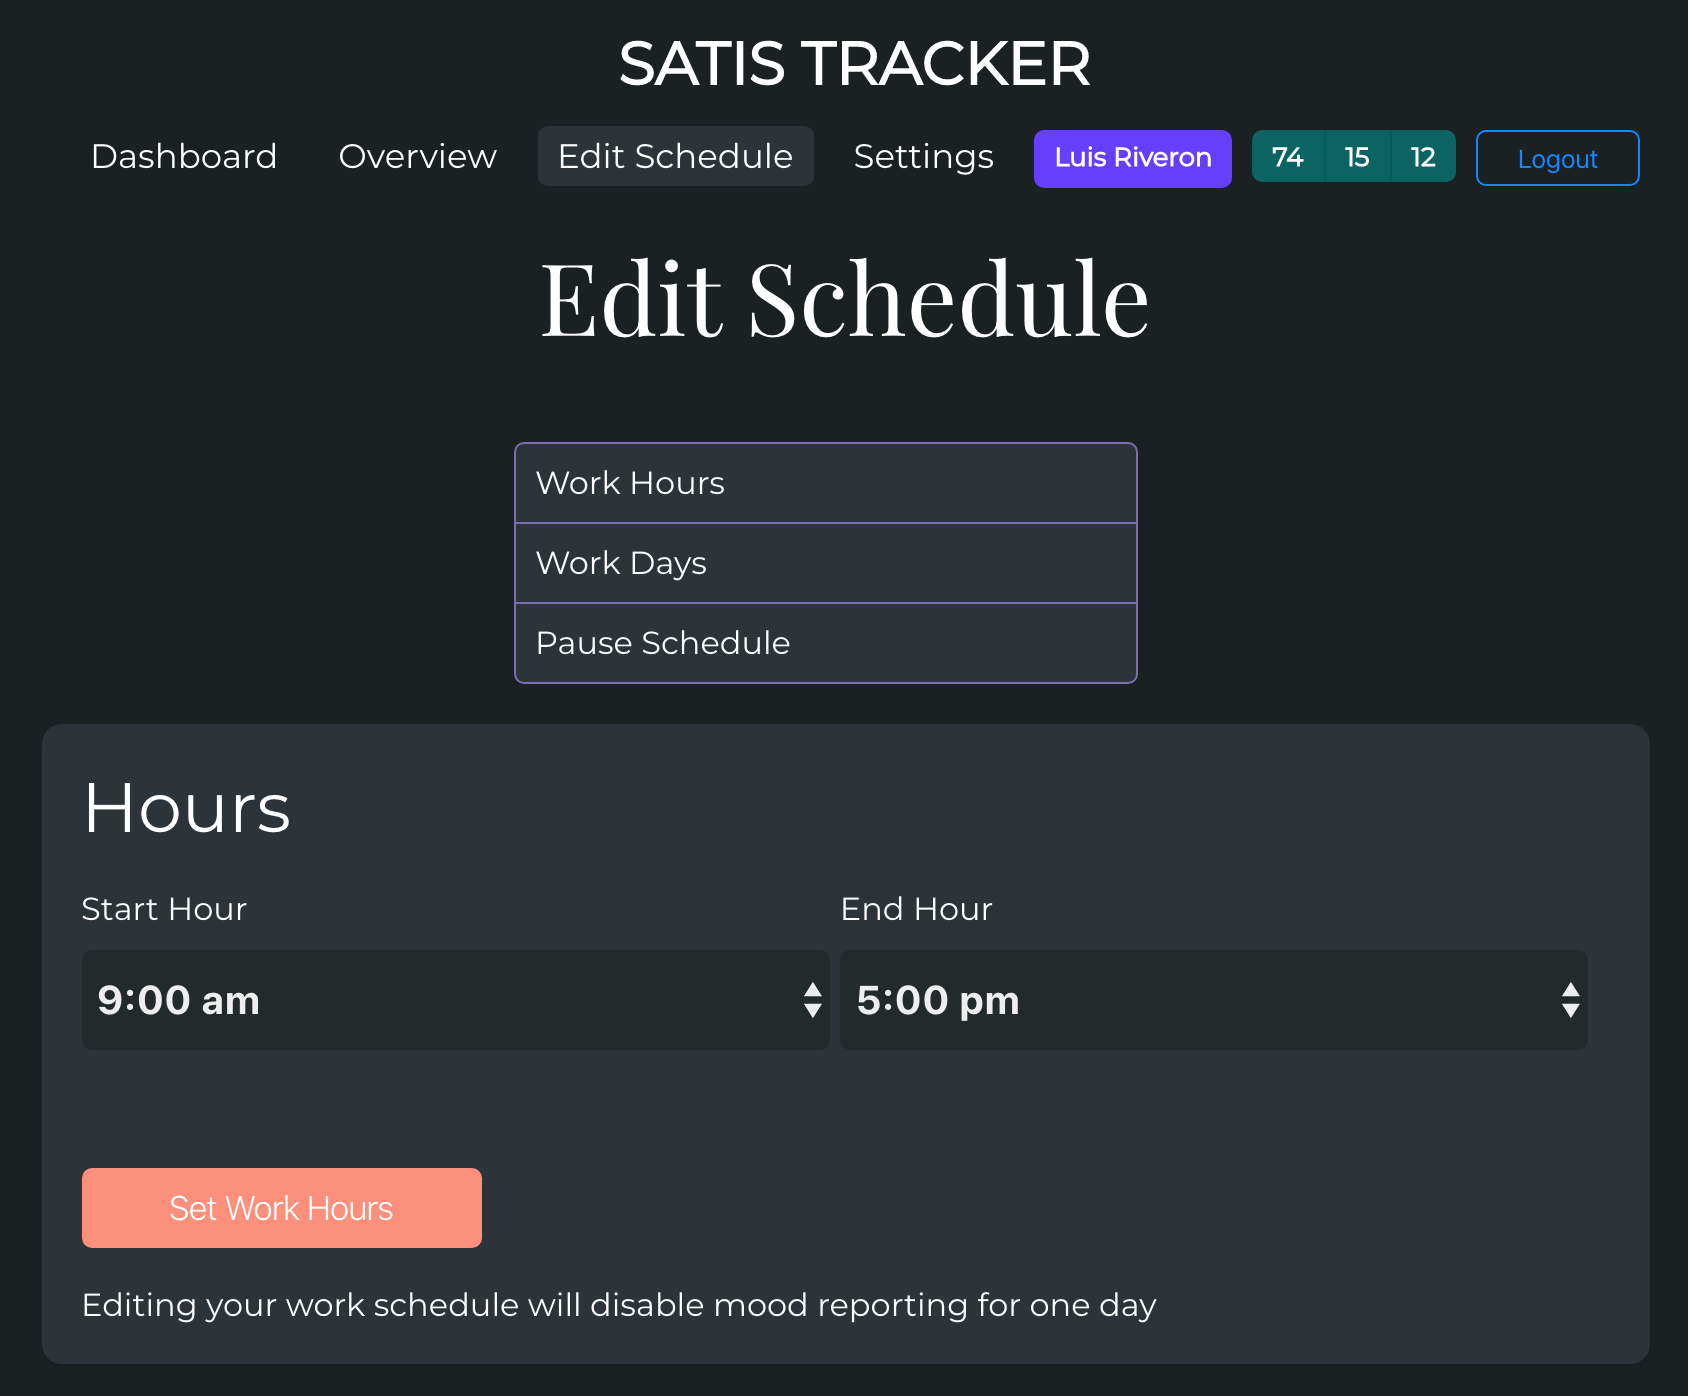 SATIS TRACKER
Dashboard Overview Edit Schedule Settings Luis Riveron 74 15 12 Logout
Edit Schedule
Work Hours
Work Days
Pause Schedule
Hours
Start Hour End Hour
9:00 am 5:00 pm
Set Work Hours
Editing your work schedule will disable mood reporting for one day